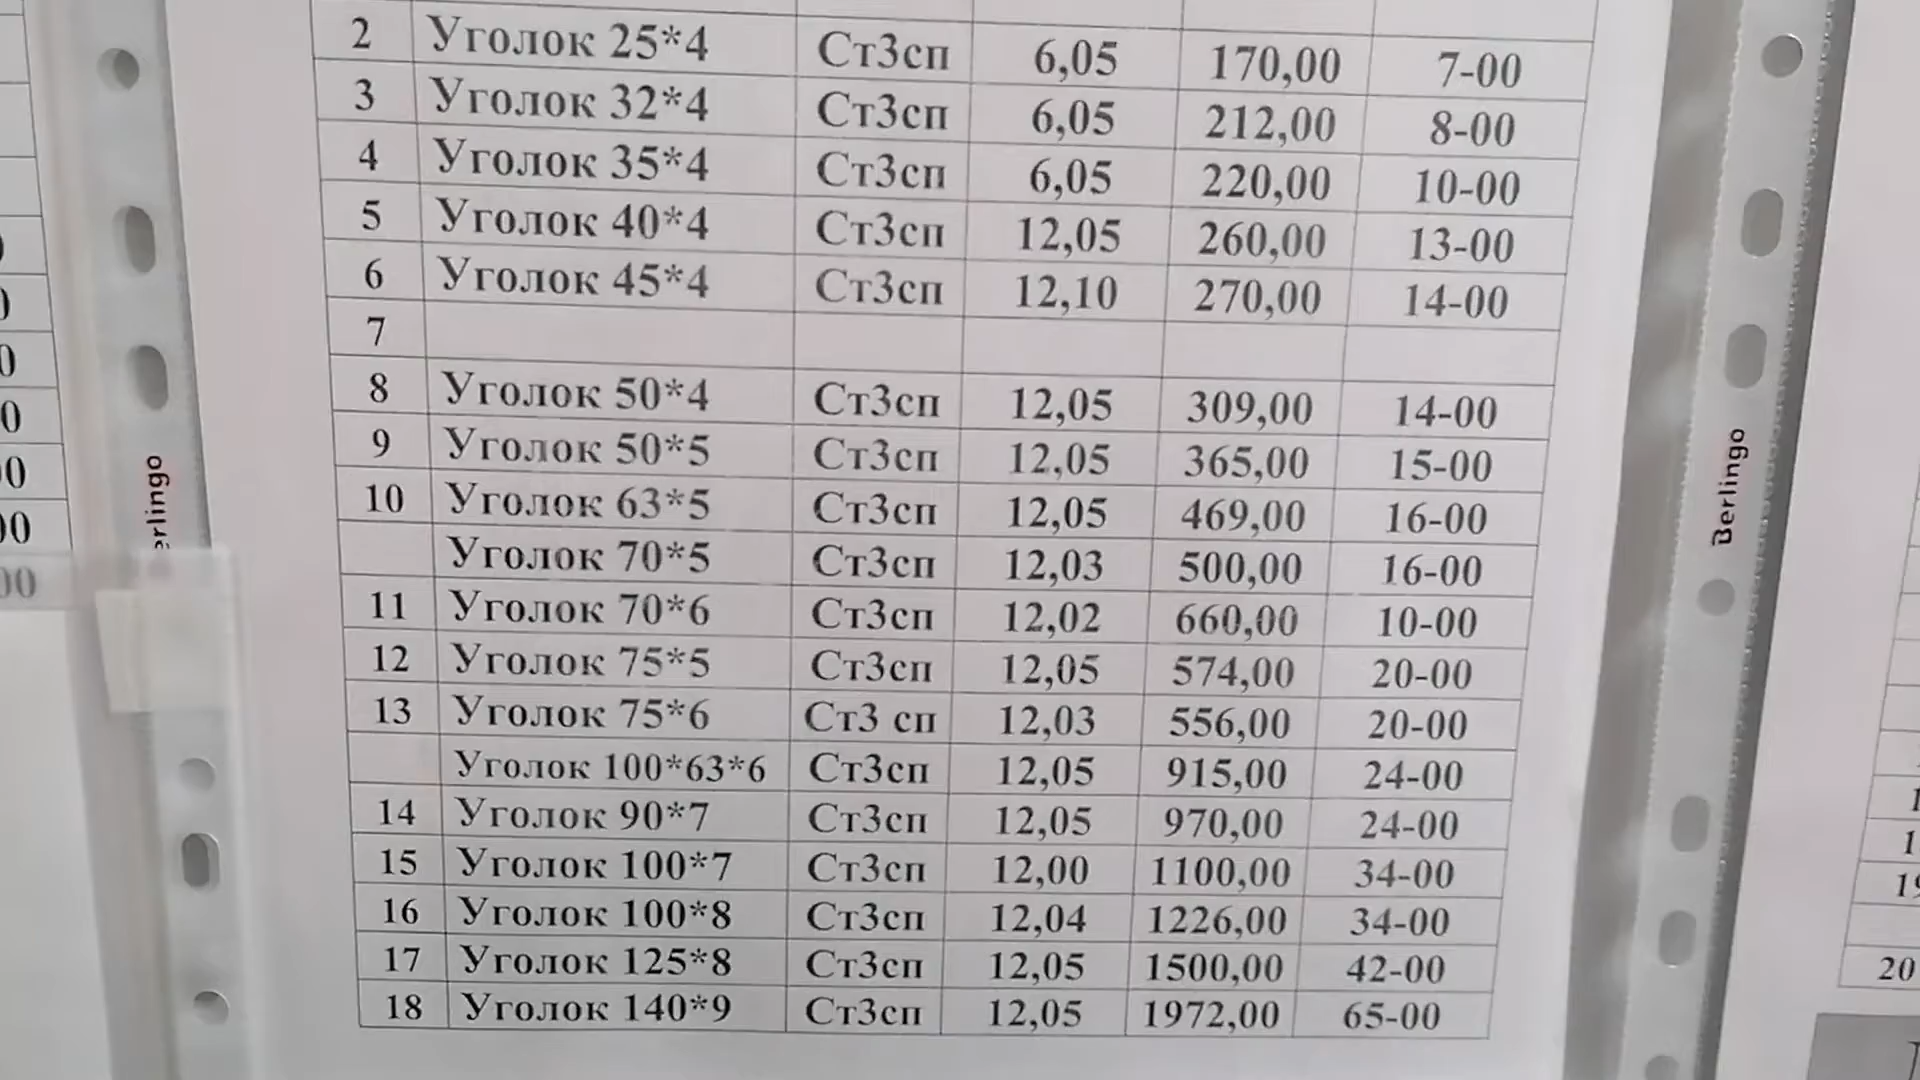 2 Уголок 25*4 Ст3сп 6,05 170,00 7-00
3 Уголок 32*4 Ст3сп 6,05 212,00 8-00
4 Уголок 35*4 Ст3сп 6,05 220,00 10-00
5 Уголок 40*4 Ст3сп 12,05 260,00 13-00
6 Уголок 45*4 Ст3сп 12,10 270,00 14-00
7
8 Уголок 50*4 Ст3сп 12,05 309,00 14-00
9 Уголок 50*5 Ст3сп 12,05 365,00 15-00
10 Уголок 63*5 Ст3сп 12,05 469,00 16-00
Уголок 70*5 Ст3сп 12,03 500,00 16-00
11 Уголок 70*6 Ст3сп 12,02 660,00 10-00
12 Уголок 75*5 Ст3сп 12,05 574,00 20-00
13 Уголок 75*6 Ст3 сп 12,03 556,00 20-00
Уголок 100*63*6 Ст3сп 12,05 915,00 24-00
14 Уголок 90*7 Ст3сп 12,05 970,00 24-00
15 Уголок 100*7 Ст3сп 12,00 1100,00 34-00
16 Уголок 100*8 Ст3сп 12,04 1226,00 34-00
17 Уголок 125*8 Ст3сп 12,05 1500,00 42-00
18 Уголок 140*9 Ст3сп 12,05 1972,00 65-00
erlingo
Berlingo
20